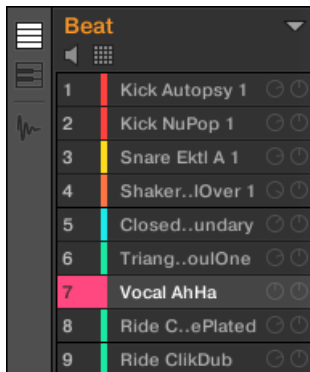 Beat
1 Kick Autopsy 1
2 Kick NuPop 1
3 Snare Ektl A 1
4 Shaker..lOver 1
5 Closed..undary
6 Triang..oulOne
7 Vocal AhHa
8 Ride C..ePlated
9 Ride ClikDub